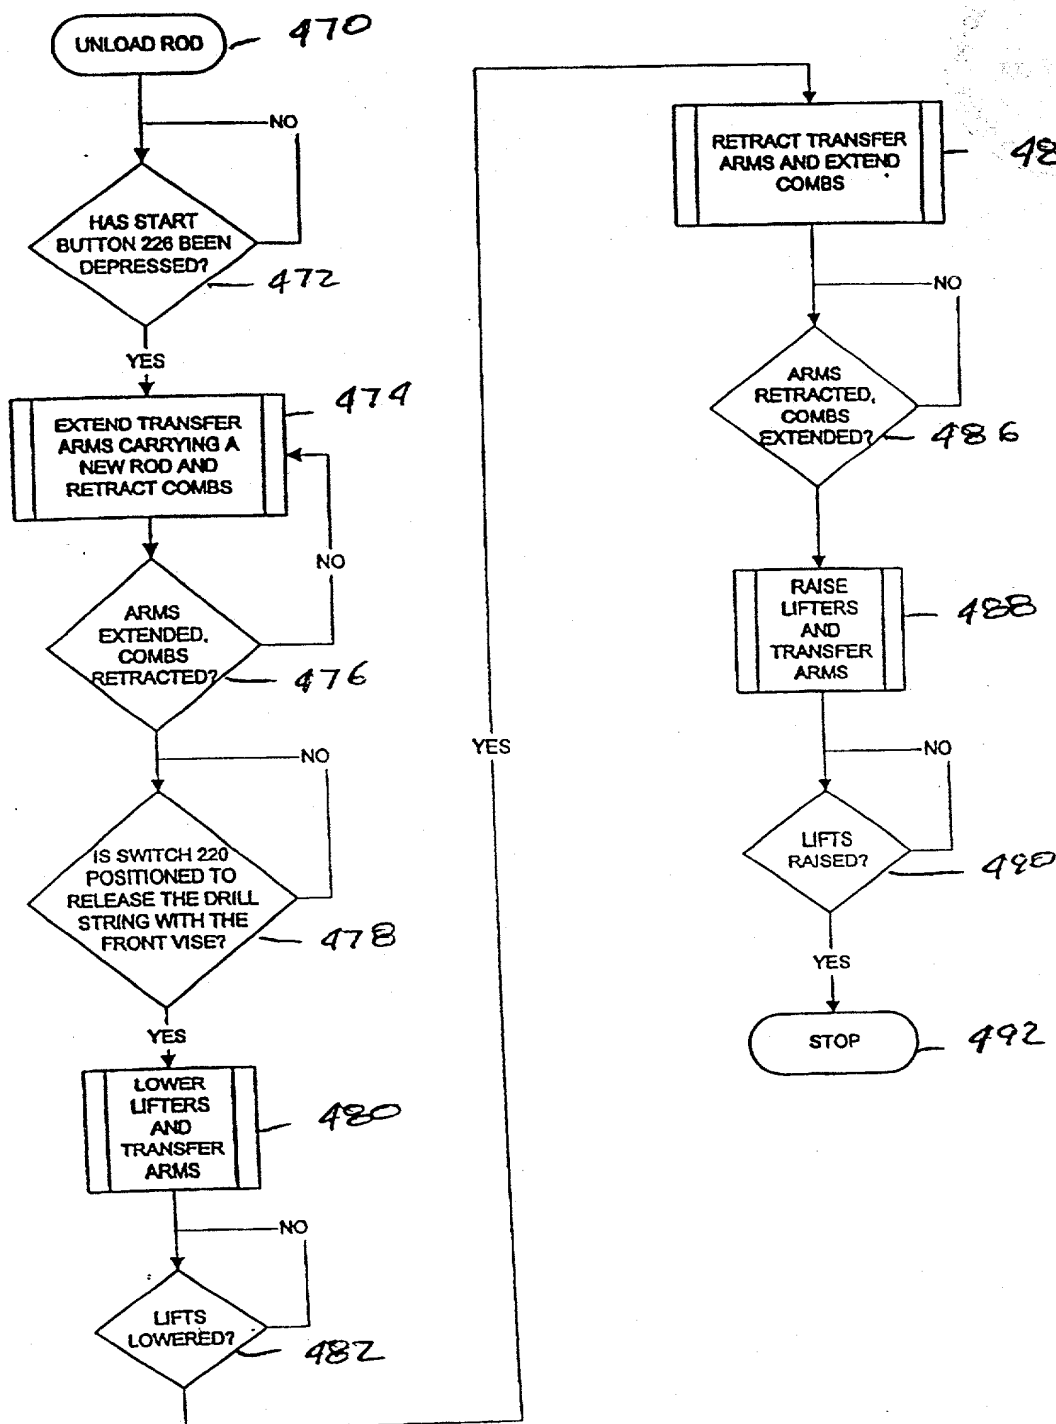 UNLOAD ROD
470
NO
HAS START
BUTTON 226 BEEN
DEPRESSED?
472
YES
EXTEND TRANSFER
ARMS CARRYING A
NEW ROD AND
RETRACT COMBS
474
NO
ARMS
EXTENDED,
COMBS
RETRACTED?
476
NO
IS SWITCH 220
POSITIONED TO
RELEASE THE DRILL
STRING WITH THE
FRONT VISE?
478
YES
LOWER
LIFTERS
AND
TRANSFER
ARMS
480
NO
LIFTS
LOWERED?
482
YES
RETRACT TRANSFER
ARMS AND EXTEND
COMBS
48
NO
ARMS
RETRACTED,
COMBS
EXTENDED?
486
RAISE
LIFTERS
AND
TRANSFER
ARMS
488
NO
LIFTS
RAISED?
490
YES
STOP
492